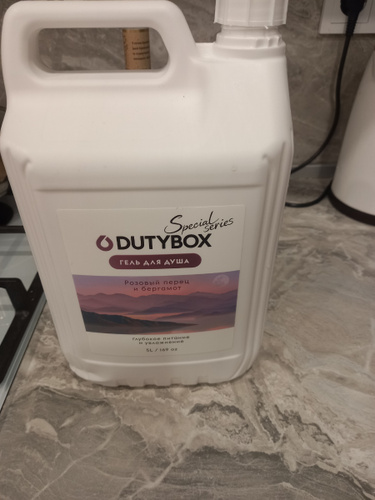 Special
series
DUTYBOX
ГЕЛЬ ДЛЯ ДУША
Розовый перец
и бергамот
глубокое питание
и увлажнение
5L / 169 oz